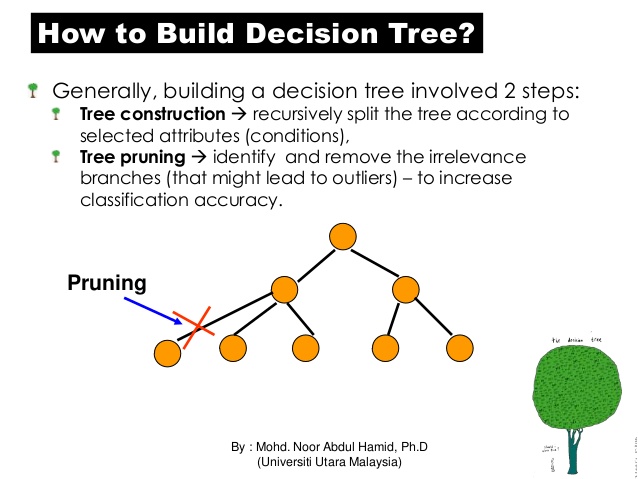 How to Build Decision Tree?
Generally, building a decision tree involved 2 steps:
Tree construction → recursively split the tree according to
selected attributes (conditions),
Tree pruning → identify and remove the irrelevance
branches (that might lead to outliers) – to increase
classification accuracy.
Pruning
the decision tree
By : Mohd. Noor Abdul Hamid, Ph.D
(Universiti Utara Malaysia)